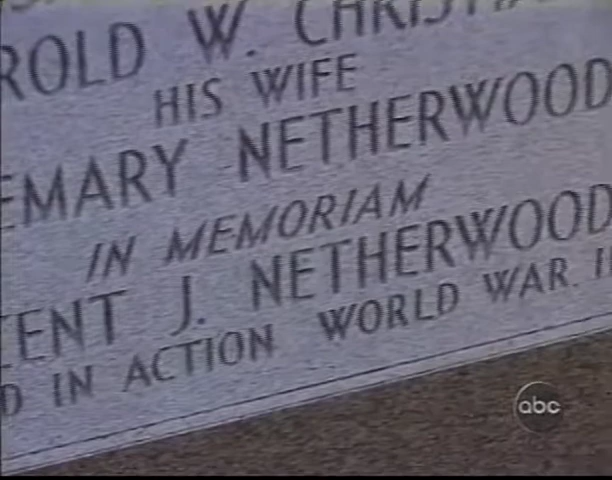 ROLD W. CHRIST
HIS WIFE
EMARY NETHERWOOD
IN MEMORIAM
ENT J. NETHERWOOD
D IN ACTION WORLD WAR. II
abc